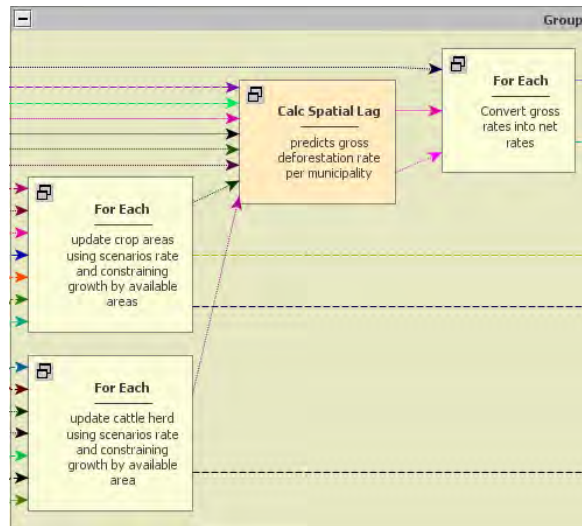 Group
For Each
Convert gross
rates into net
rates
Calc Spatial Lag
predicts gross
deforestation rate
per municipality
For Each
update crop areas
using scenarios rate
and constraining
growth by available
areas
For Each
update cattle herd
using scenarios rate
and constraining
growth by available
area